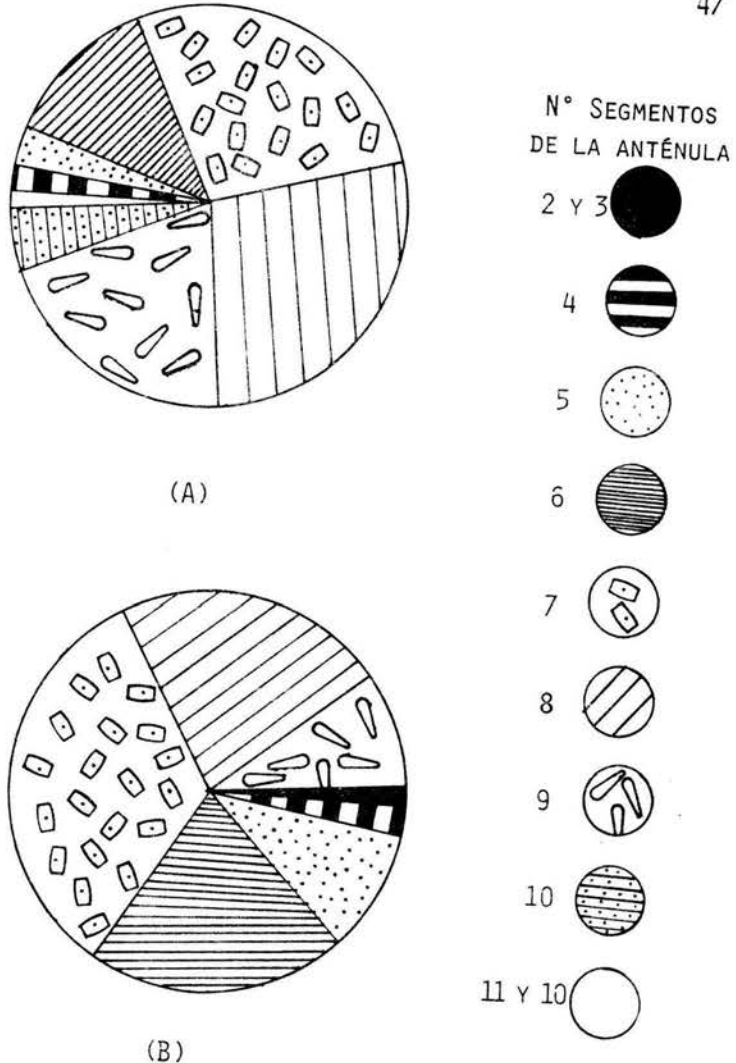 47
N° SEGMENTOS
DE LA ANTÉNULA
2 Y 3
4
5
6
7
8
9
10
11 Y 10
(A)
(B)